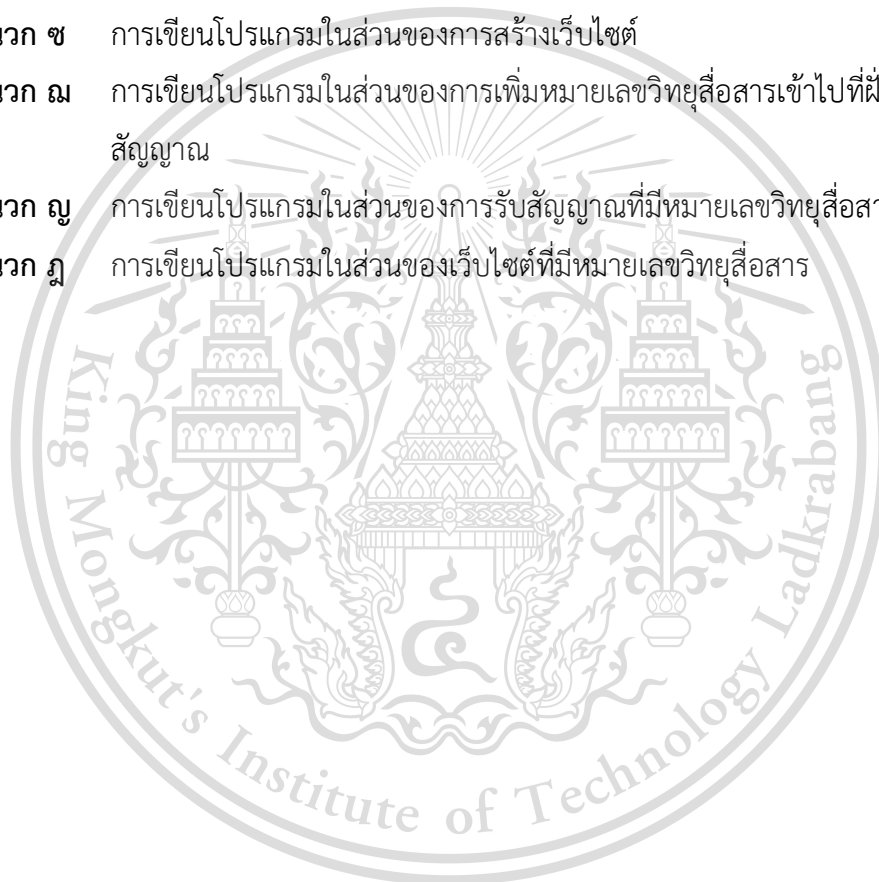 นวก ซ การเขียนโปรแกรมในส่วนของการสร้างเว็บไซต์
นวก ฌ การเขียนโปรแกรมในส่วนของการเพิ่มหมายเลขวิทยุสื่อสารเข้าไปที่ฝั่
สัญญาณ
นวก ญ การเขียนโปรแกรมในส่วนของการรับสัญญาณที่มีหมายเลขวิทยุสื่อสา
นวก ฎ การเขียนโปรแกรมในส่วนของเว็บไซต์ที่มีหมายเลขวิทยุสื่อสาร
King Mongkut's Institute of Technology Ladkrabang